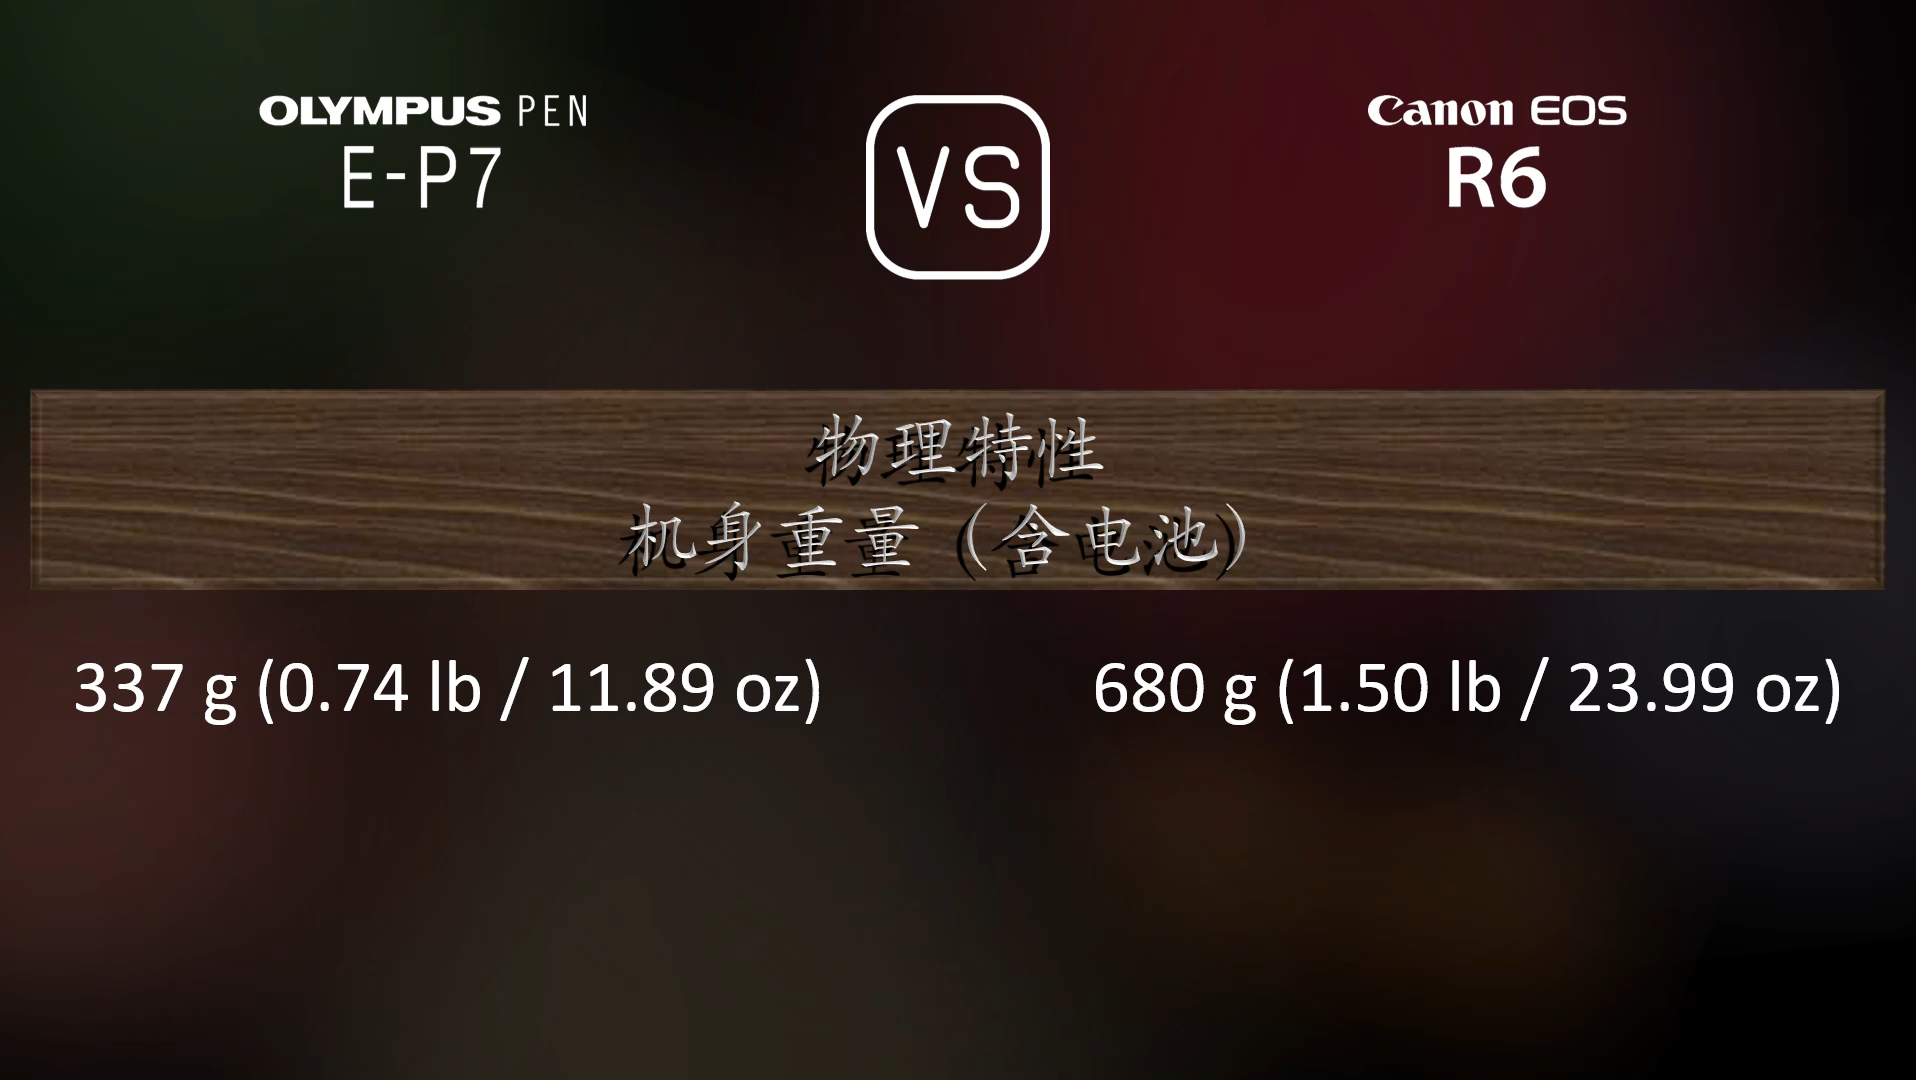 OLYMPUS PEN
E-P7
VS
Canon EOS
R6
物理特性
机身重量（含电池）
337 g (0.74 lb / 11.89 oz)
680 g (1.50 lb / 23.99 oz)